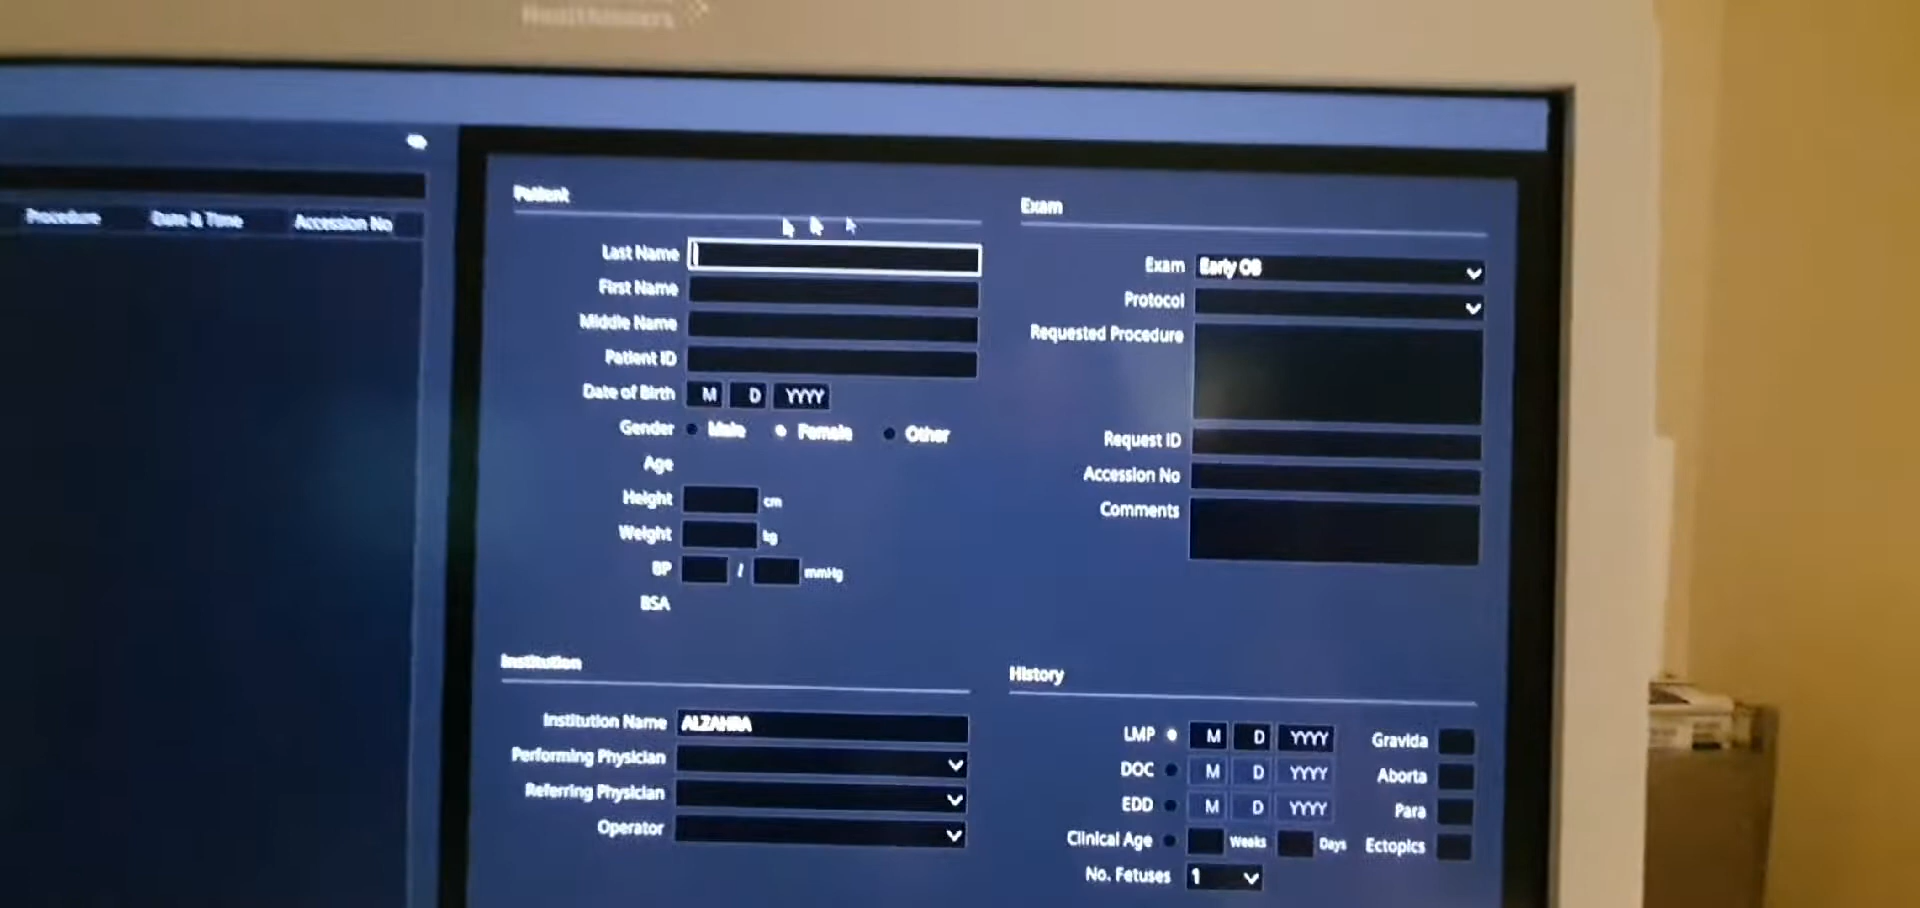 Healthineers
Procedure Date & Time Accession No
Patient
Last Name
First Name
Middle Name
Patient ID
Date of Birth M D YYYY
Gender Male Female Other
Age
Height cm
Weight kg
BP / mmHg
BSA
Exam
Exam Early OB
Protocol
Requested Procedure
Request ID
Accession No
Comments
Institution
Institution Name ALZAHRA
Performing Physician
Referring Physician
Operator
History
LMP M D YYYY Gravida
DOC M D YYYY Aborta
EDD M D YYYY Para
Clinical Age Weeks Days Ectopics
No. Fetuses 1